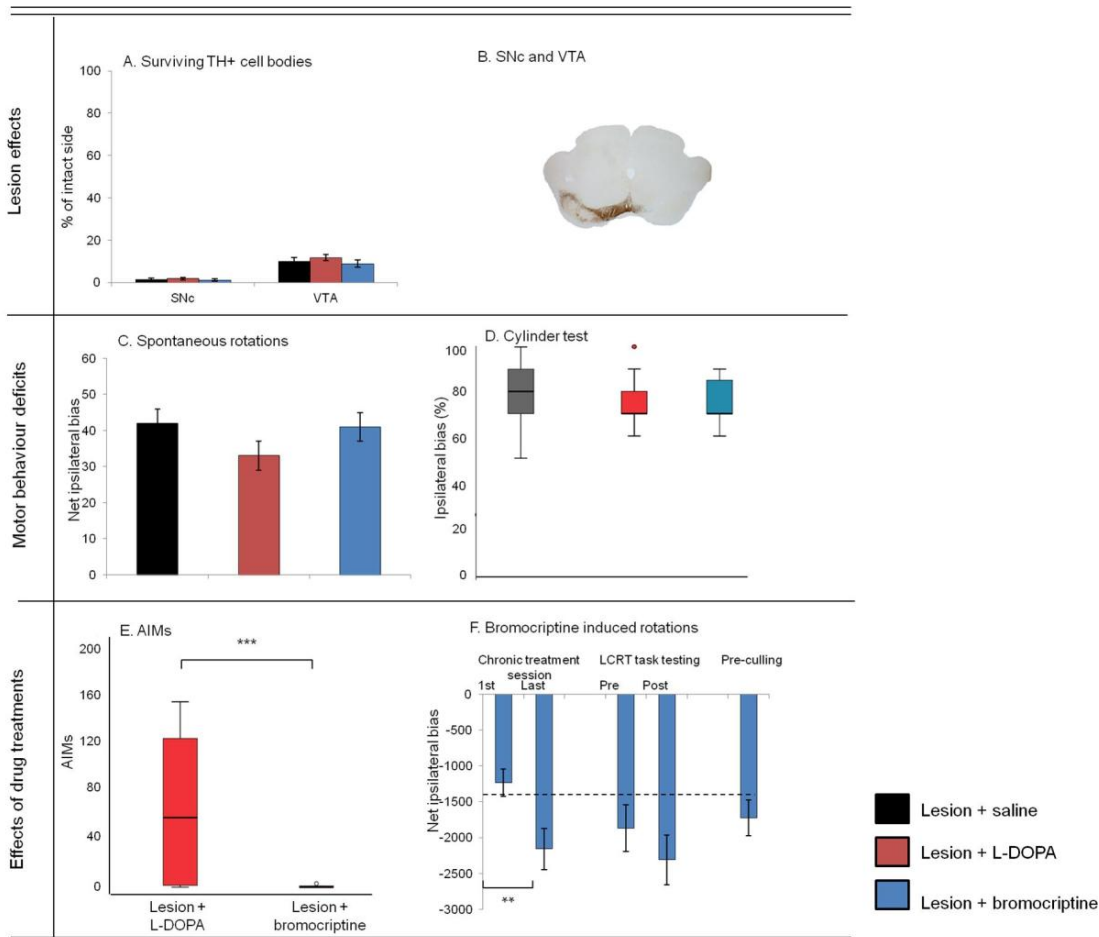 Lesion effects
A. Surviving TH+ cell bodies
% of intact side
100
80
60
40
20
0
SNc
VTA
B. SNc and VTA
Motor behaviour deficits
C. Spontaneous rotations
Net ipsilateral bias
60
50
40
30
20
10
0
D. Cylinder test
Ipsilateral bias (%)
100
80
60
40
20
0
Effects of drug treatments
E. AIMs
AIMs
200
160
120
80
40
0
***
Lesion +
L-DOPA
Lesion +
bromocriptine
F. Bromocriptine induced rotations
Chronic treatment
session
LCRT task testing
Pre-culling
1st
Last
Pre
Post
Net ipsilateral bias
0
-500
-1000
-1500
-2000
-2500
-3000
**
Lesion + saline
Lesion + L-DOPA
Lesion + bromocriptine